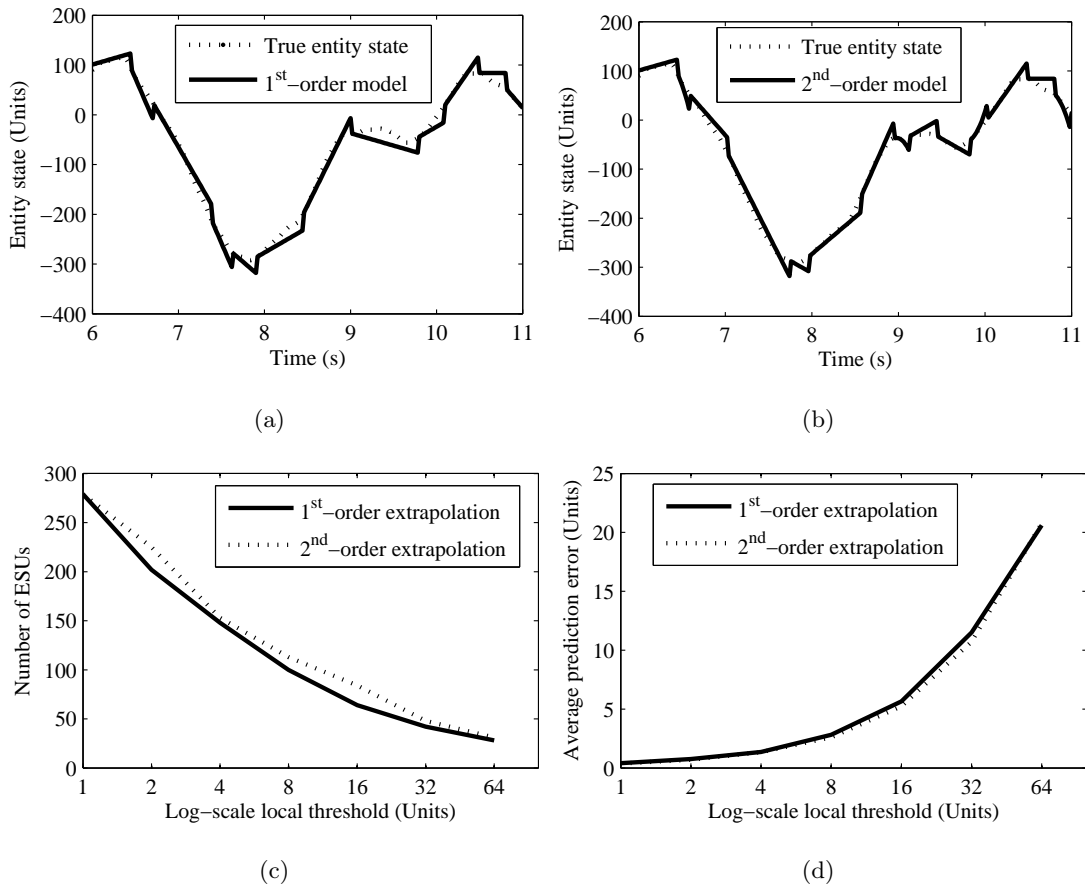 200
100
0
−100
−200
−300
−400
Entity state (Units)
True entity state
1st−order model
6 7 8 9 10 11
Time (s)
(a)
200
100
0
−100
−200
−300
−400
Entity state (Units)
True entity state
2nd−order model
6 7 8 9 10 11
Time (s)
(b)
300
250
200
150
100
50
0
Number of ESUs
1st−order extrapolation
2nd−order extrapolation
1 2 4 8 16 32 64
Log−scale local threshold (Units)
(c)
25
20
15
10
5
0
Average prediction error (Units)
1st−order extrapolation
2nd−order extrapolation
1 2 4 8 16 32 64
Log−scale local threshold (Units)
(d)